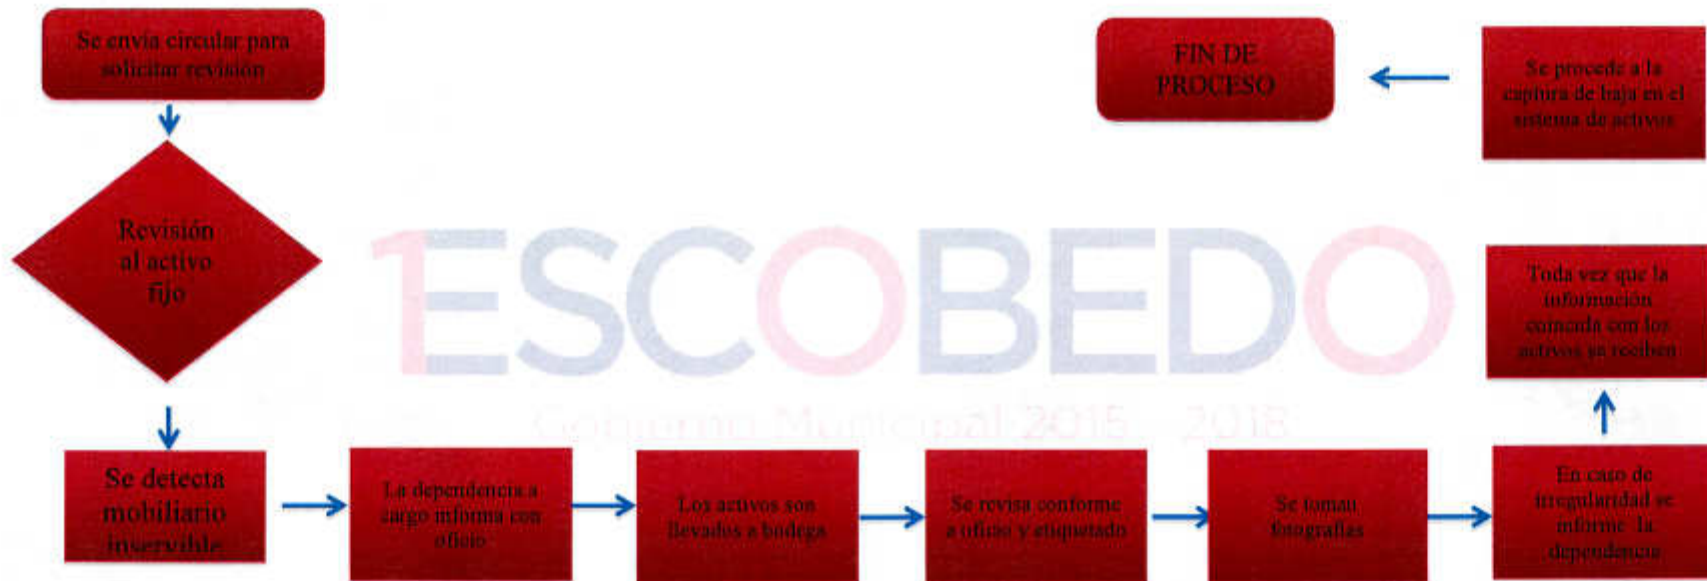 Se envía circular para
solicitar revisión
Revisión
al activo
fijo
Se detecta
mobiliario
inservible
La dependencia a
cargo informa con
oficio
Los activos son
llevados a bodega
Se revisa conforme
a oficio y etiquetado
Se toman
fotografías
En caso de
irregularidad se
informe la
dependencia
Toda vez que la
información
coincida con los
activos se reciben
Se procede a la
captura de baja en el
sistema de activos
FIN DE
PROCESO
1ESCOBEDO
Gobierno Municipal 2015 - 2018